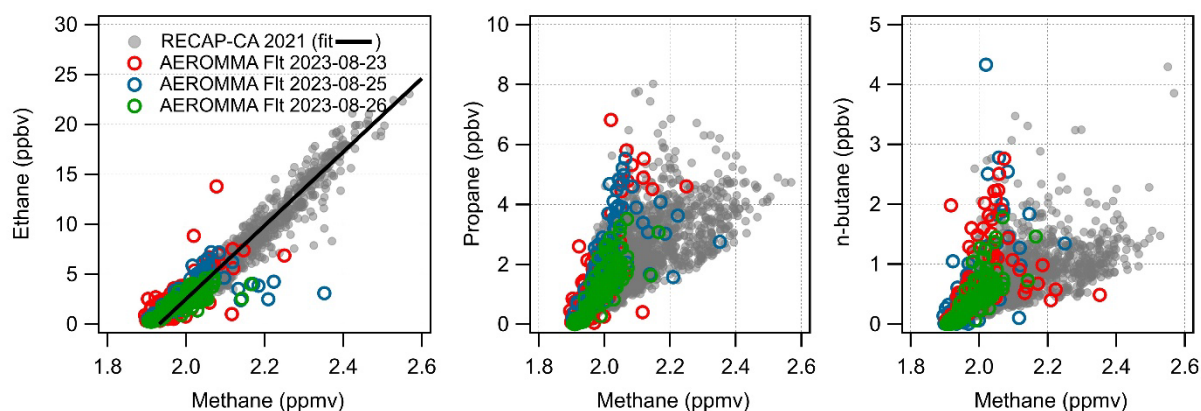 30
25
20
15
10
5
0
Ethane (ppbv)
RECAP-CA 2021 (fit )
AEROMMA Flt 2023-08-23
AEROMMA Flt 2023-08-25
AEROMMA Flt 2023-08-26
1.8 2.0 2.2 2.4 2.6
Methane (ppmv)
10
8
6
4
2
0
Propane (ppbv)
1.8 2.0 2.2 2.4 2.6
Methane (ppmv)
5
4
3
2
1
0
n-butane (ppbv)
1.8 2.0 2.2 2.4 2.6
Methane (ppmv)